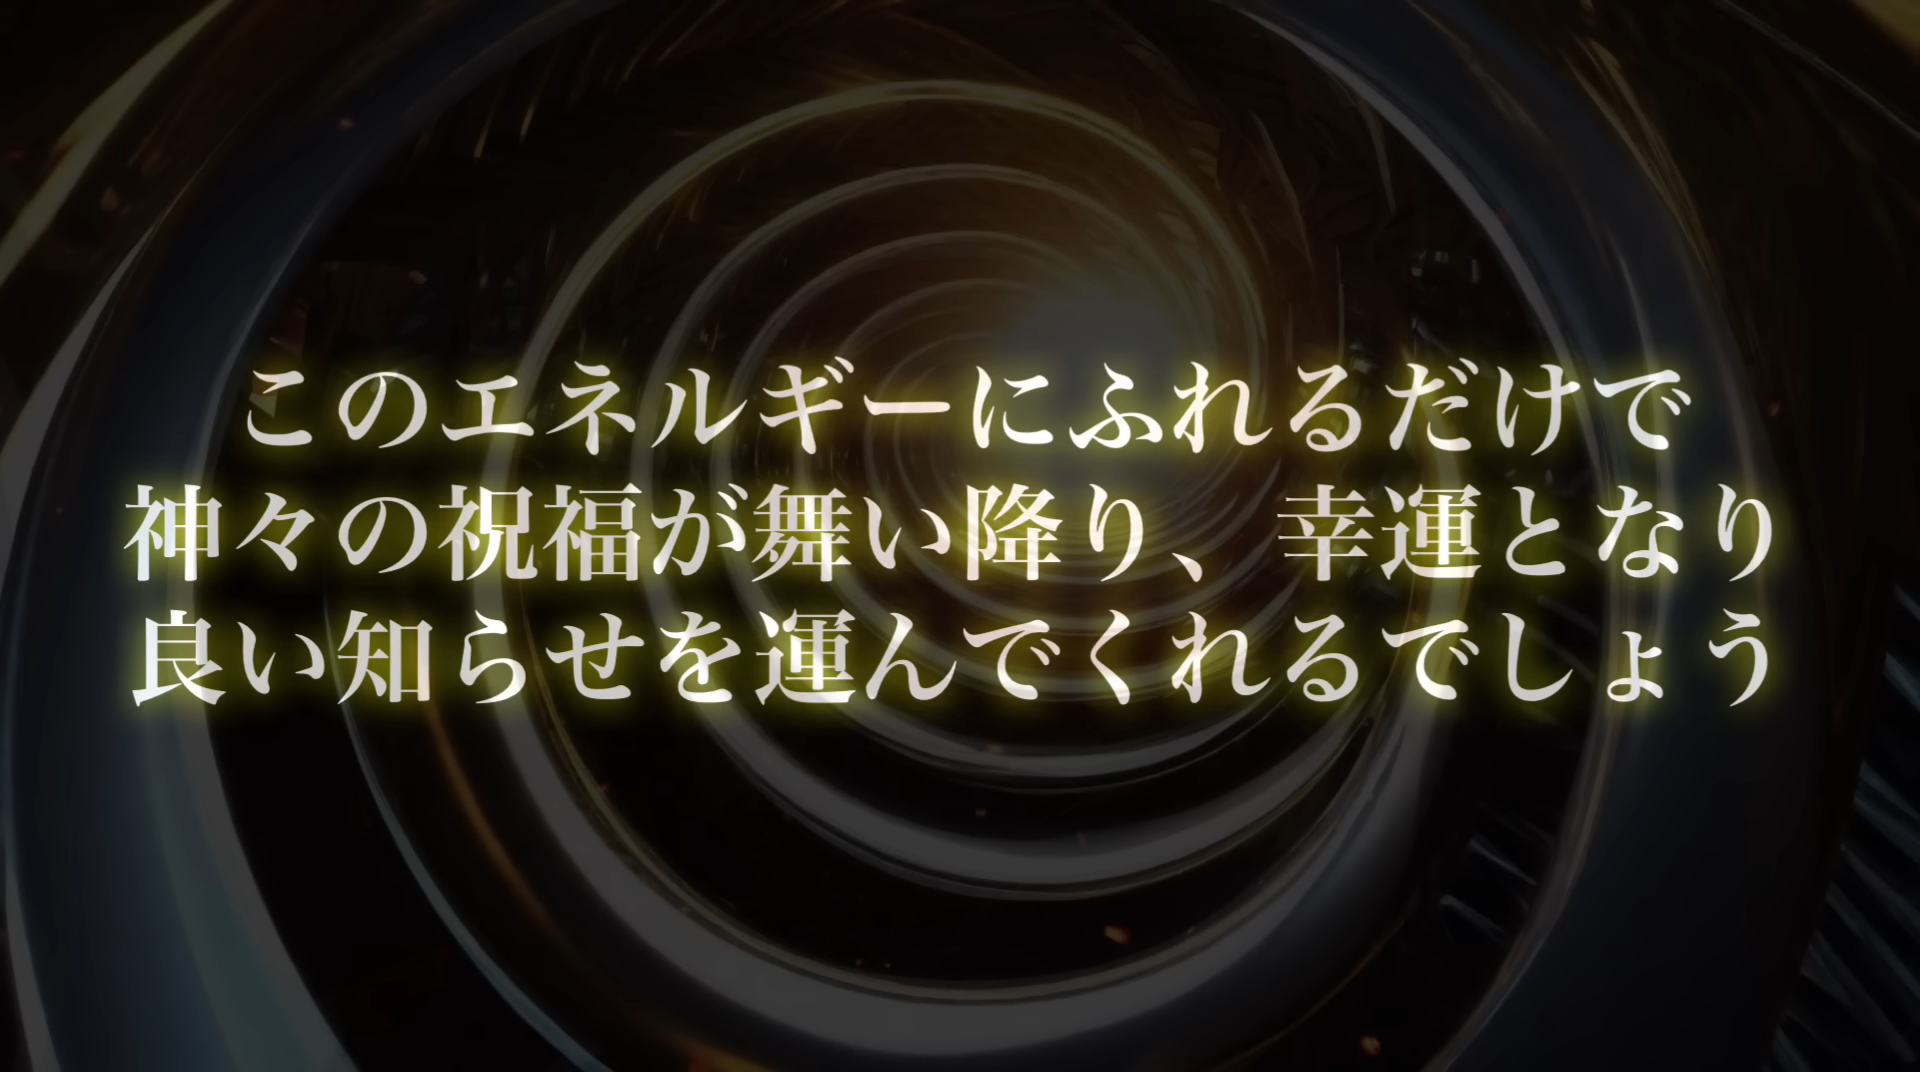 このエネルギーにふれるだけで
神々の祝福が舞い降り、幸運となり
良い知らせを運んでくれるでしょう